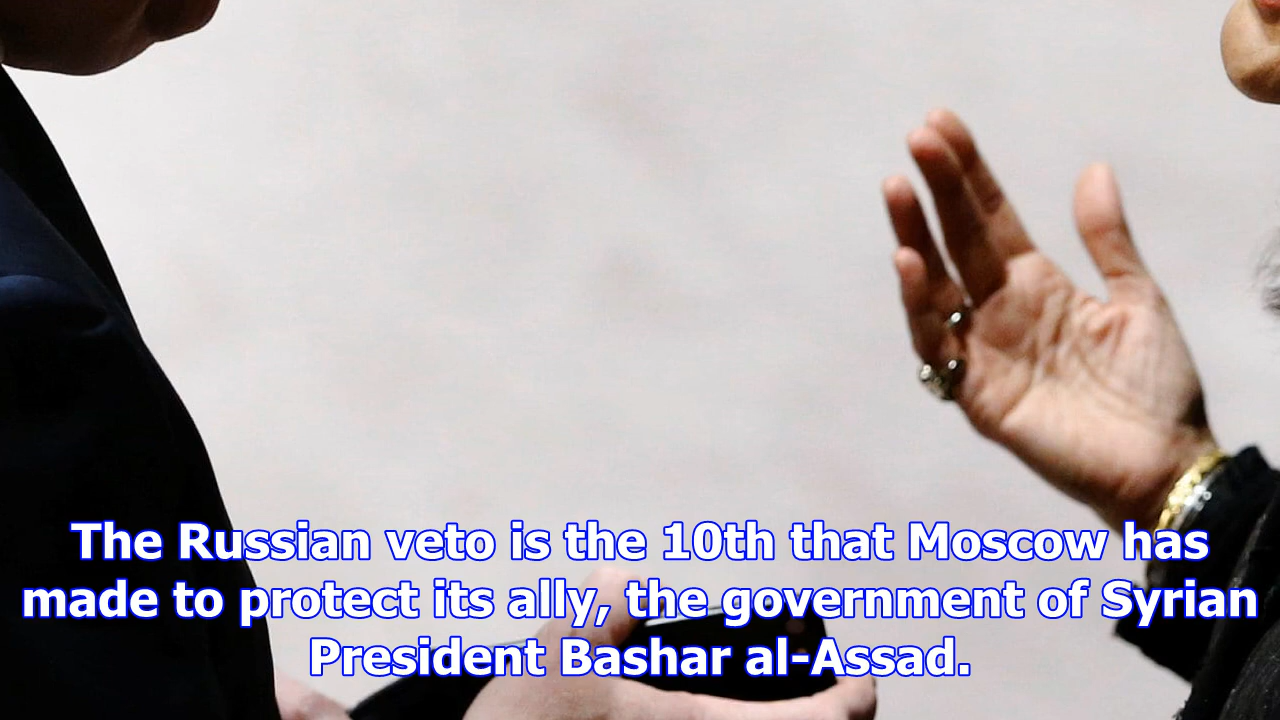 The Russian veto is the 10th that Moscow has
made to protect its ally, the government of Syrian
President Bashar al-Assad.